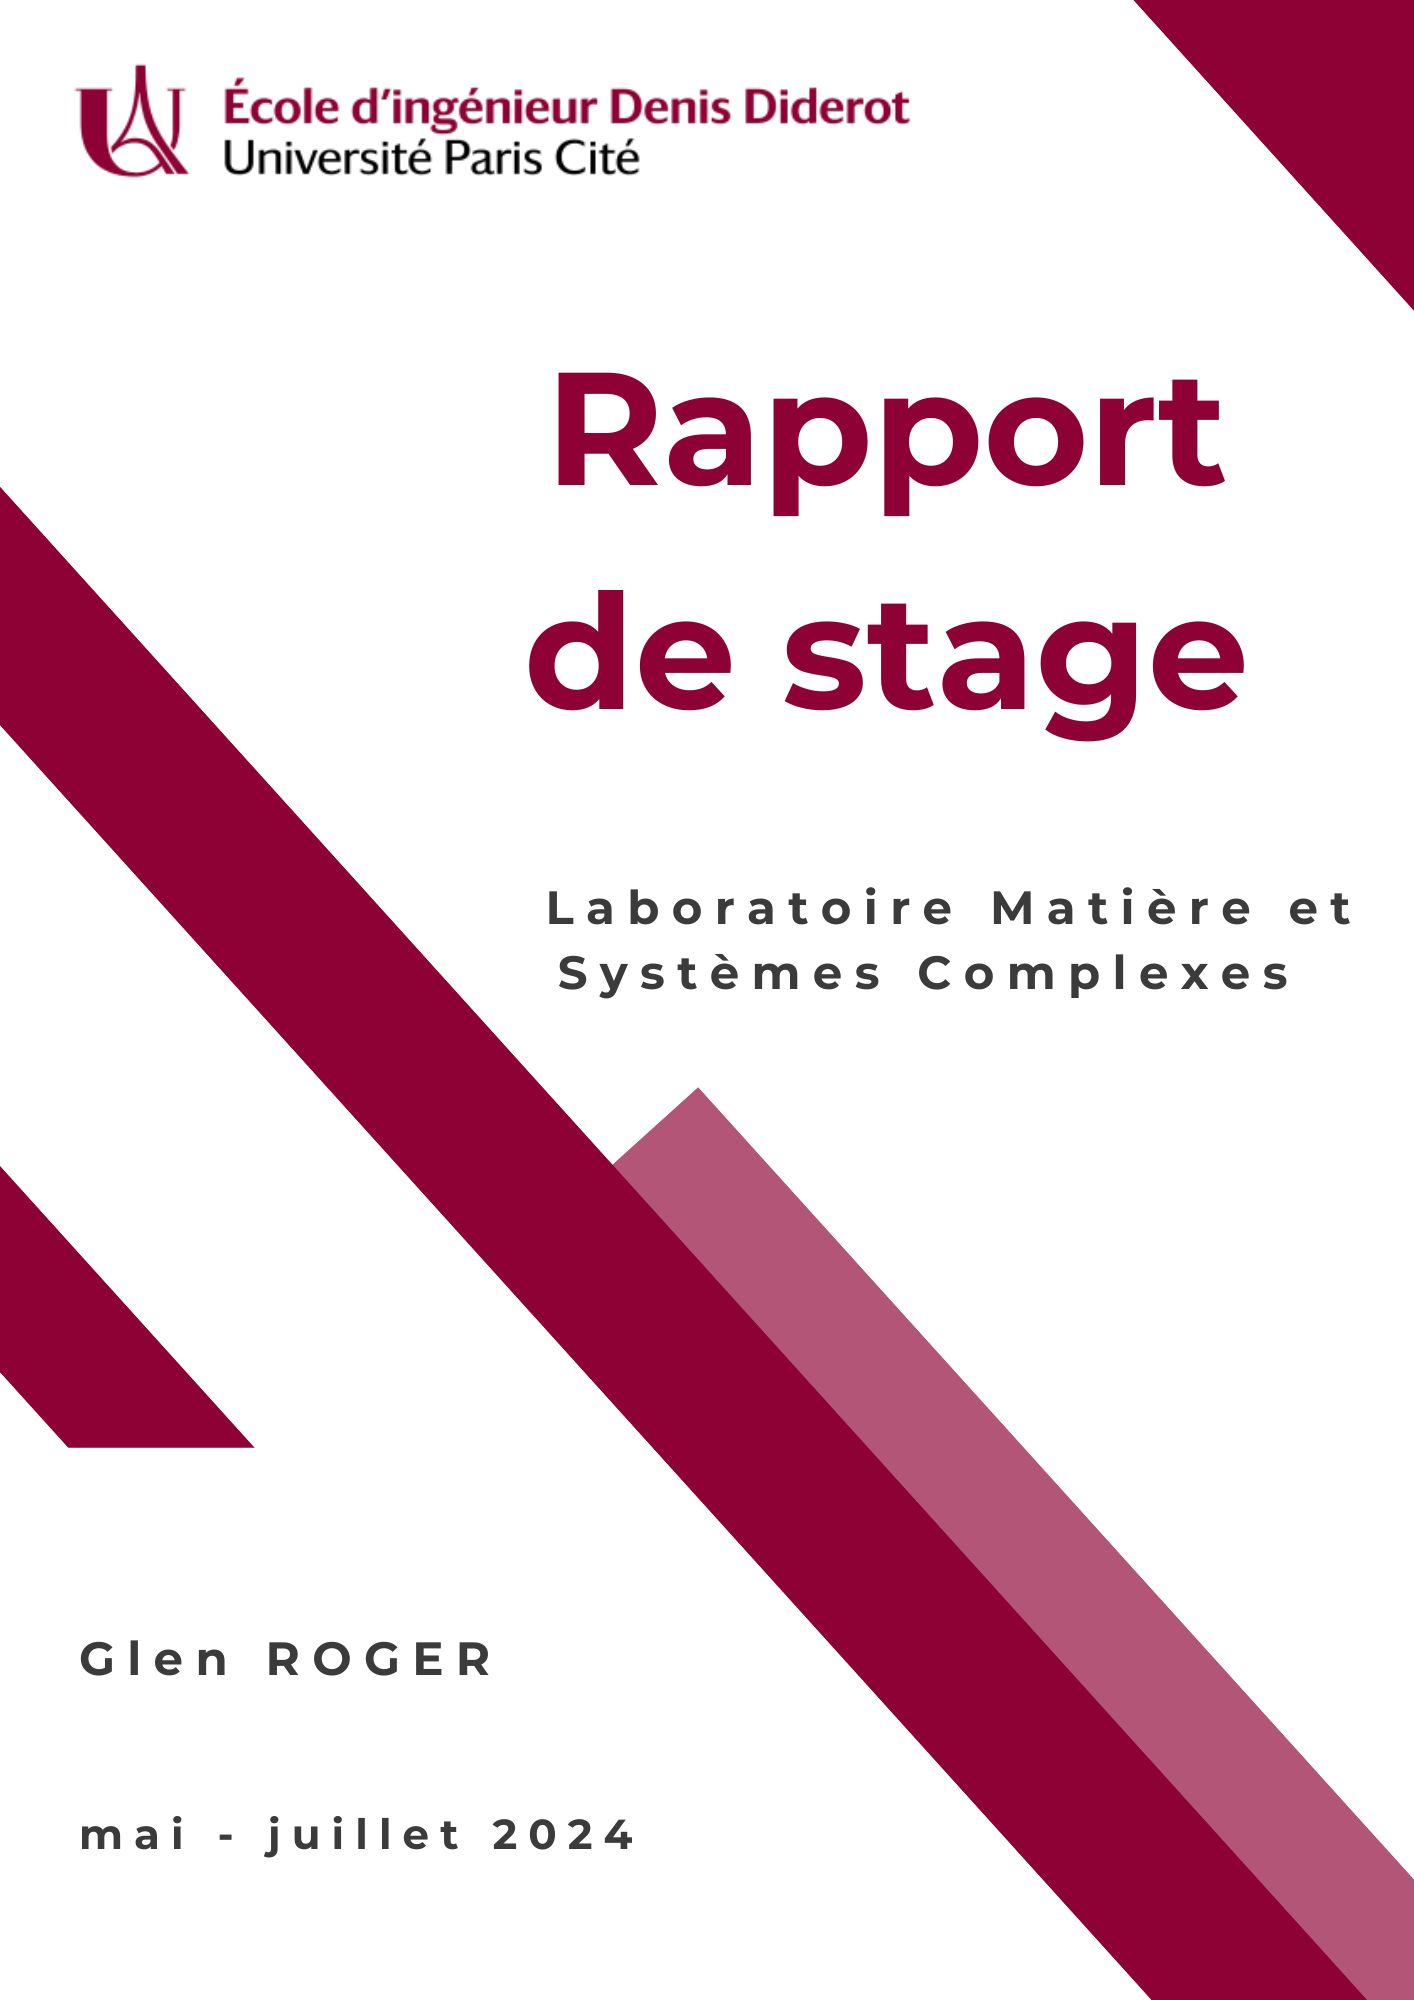 École d'ingénieur Denis Diderot
Université Paris Cité
Rapport
de stage
Laboratoire Matière et
Systèmes Complexes
Glen ROGER
mai - juillet 2024